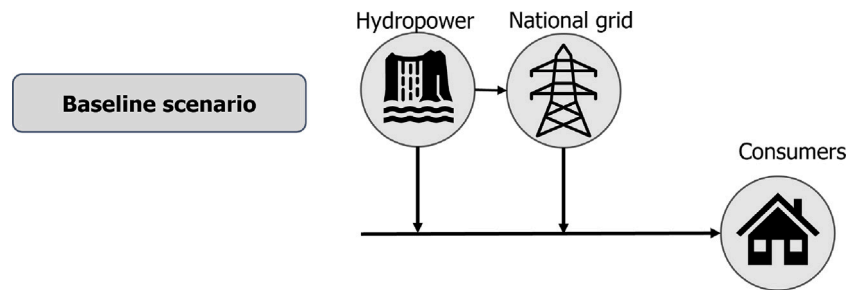 Hydropower
National grid
Baseline scenario
Consumers